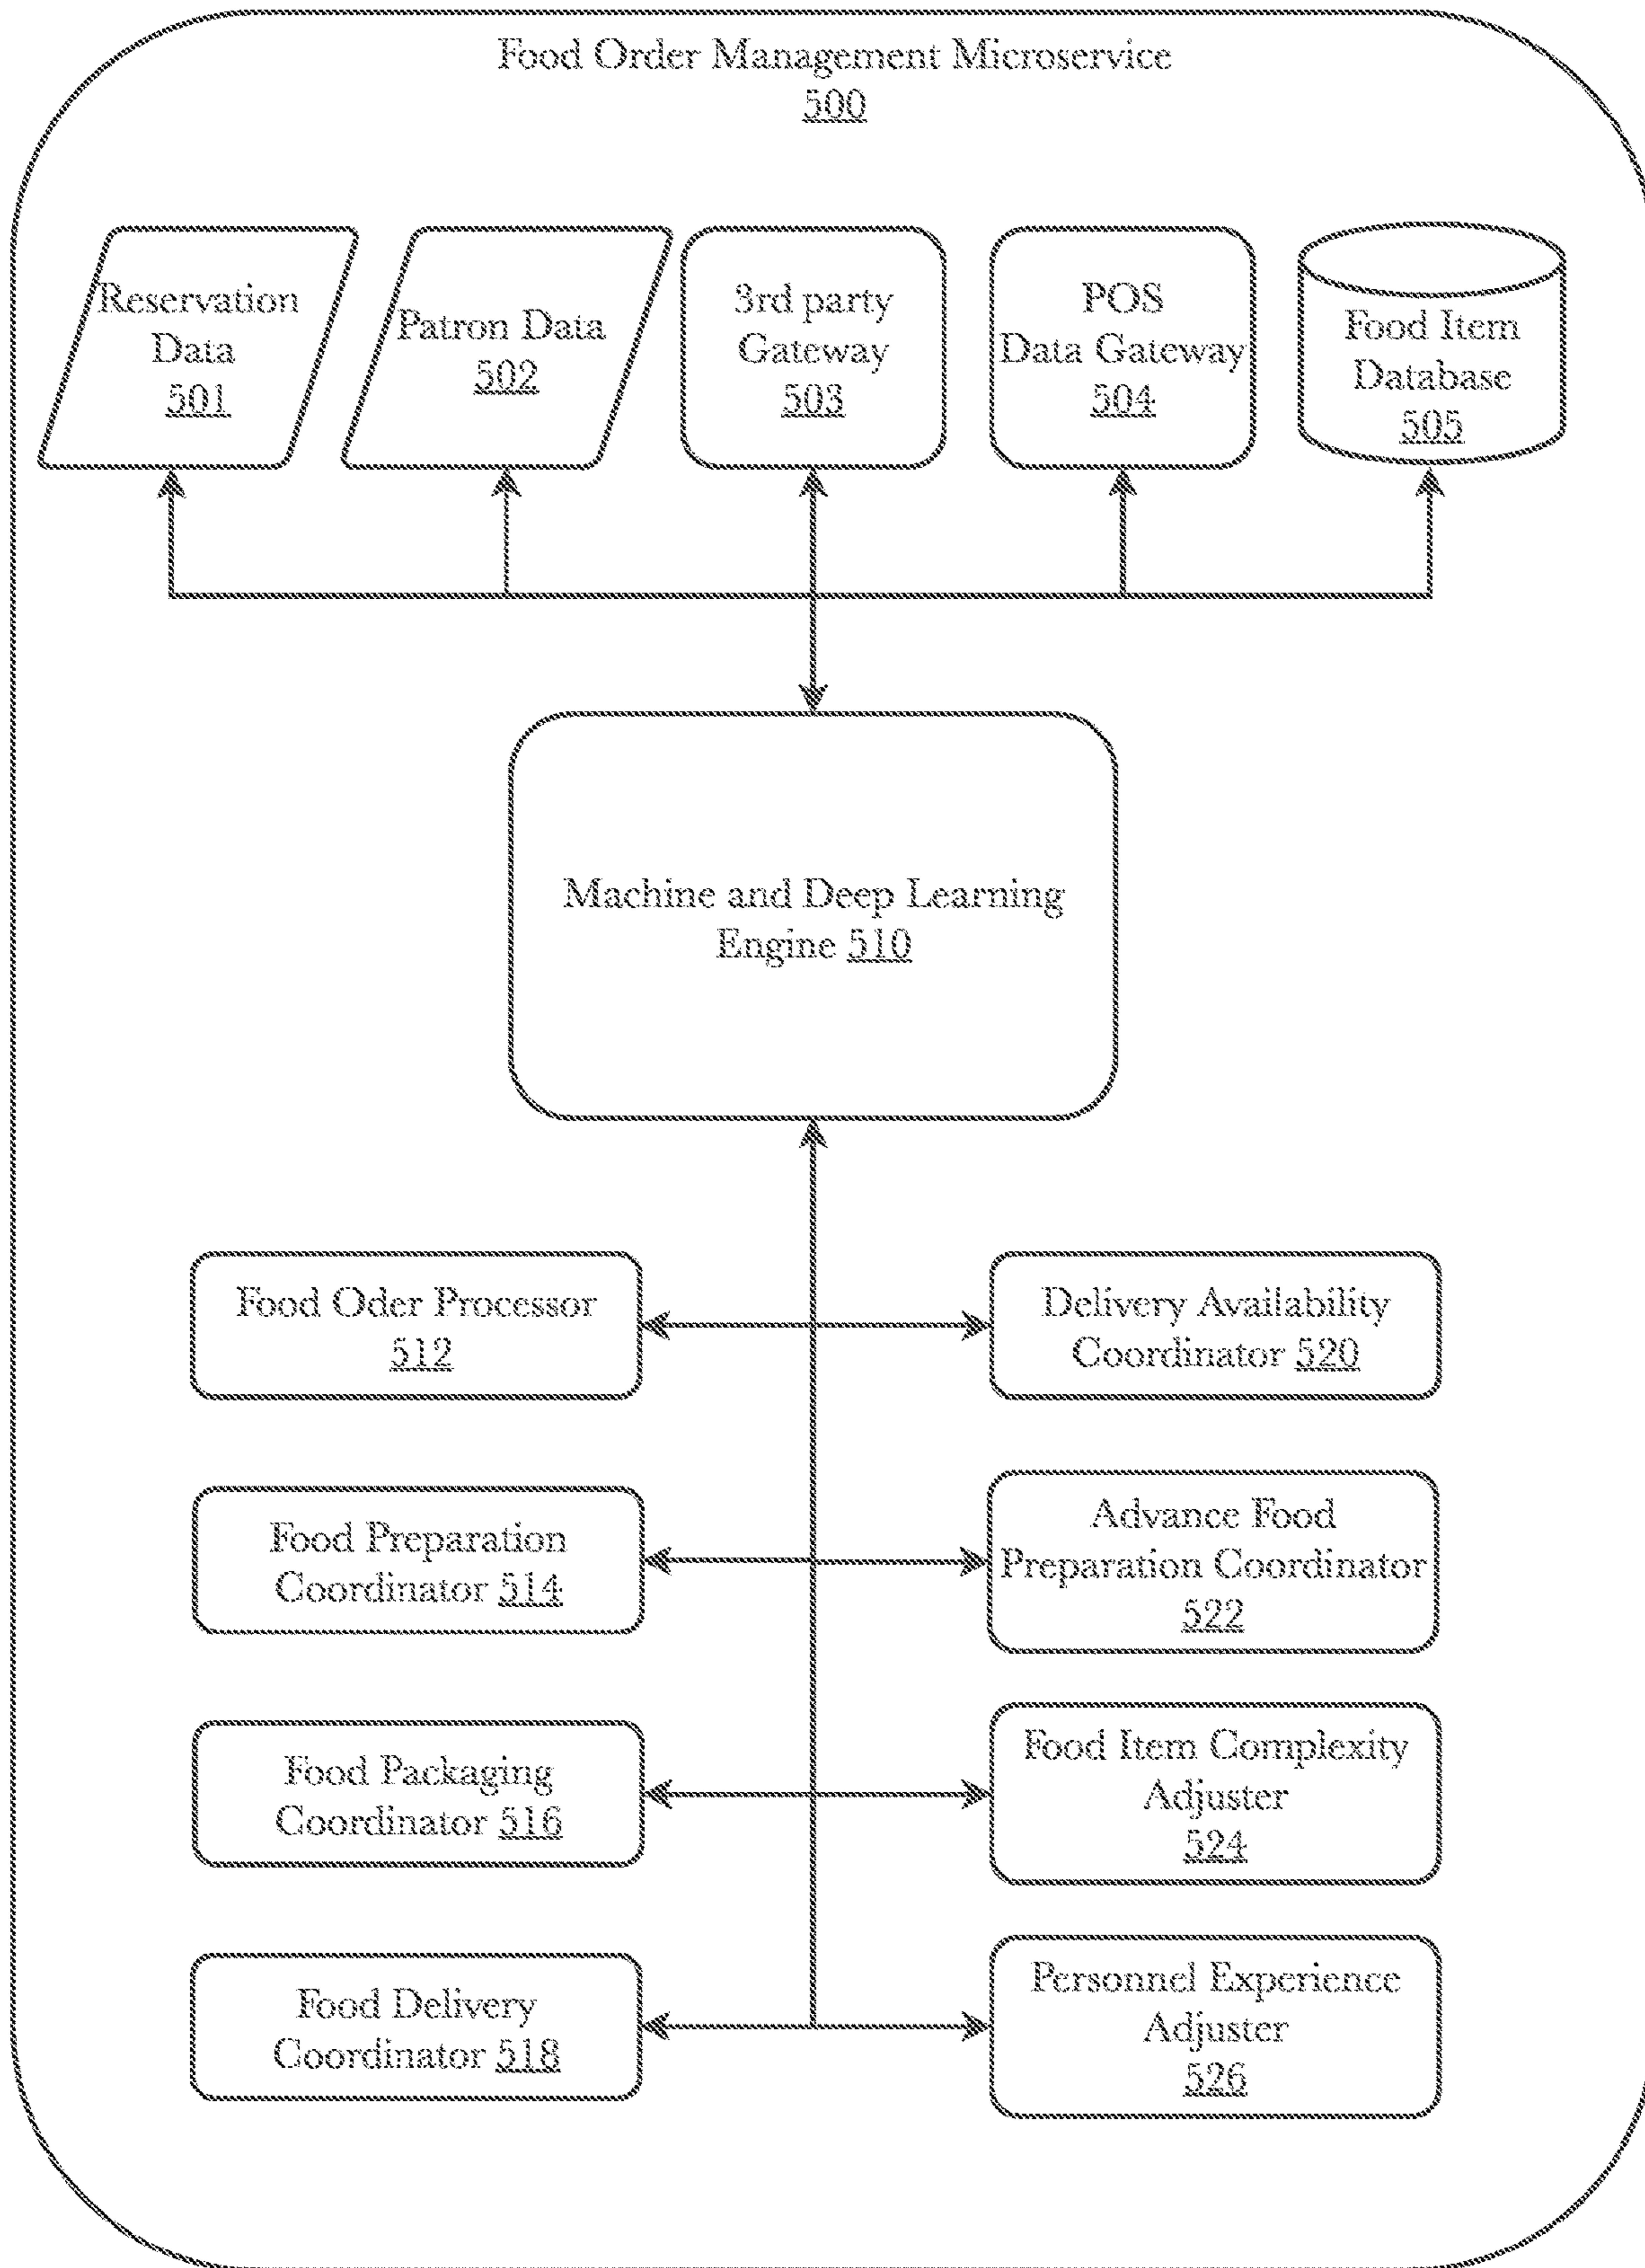 Food Order Management Microservice
500
Reservation
Data
501
Patron Data
502
3rd party
Gateway
503
POS
Data Gateway
504
Food Item
Database
505
Machine and Deep Learning
Engine 510
Food Oder Processor
512
Delivery Availability
Coordinator 520
Food Preparation
Coordinator 514
Advance Food
Preparation Coordinator
522
Food Packaging
Coordinator 516
Food Item Complexity
Adjuster
524
Food Delivery
Coordinator 518
Personnel Experience
Adjuster
526